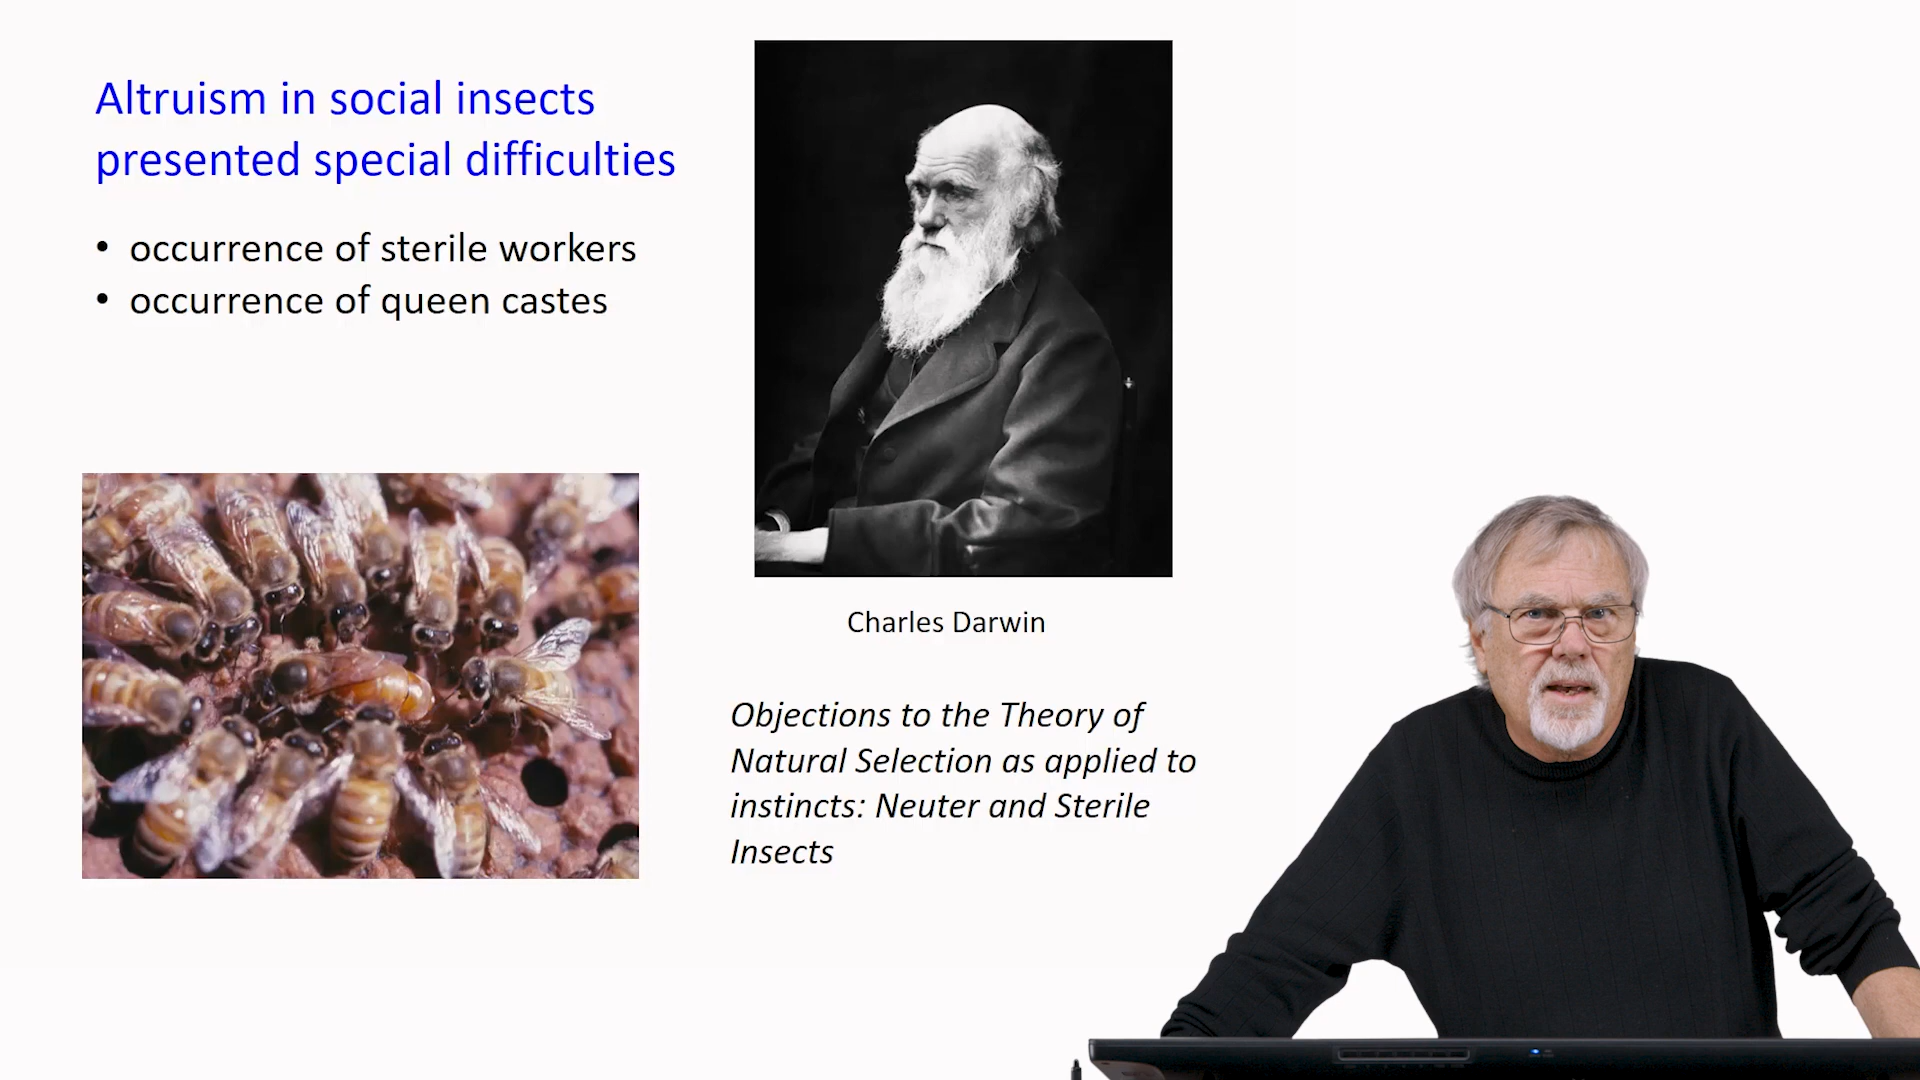 Altruism in social insects
presented special difficulties
• occurrence of sterile workers
• occurrence of queen castes
Charles Darwin
Objections to the Theory of
Natural Selection as applied to
instincts: Neuter and Sterile
Insects